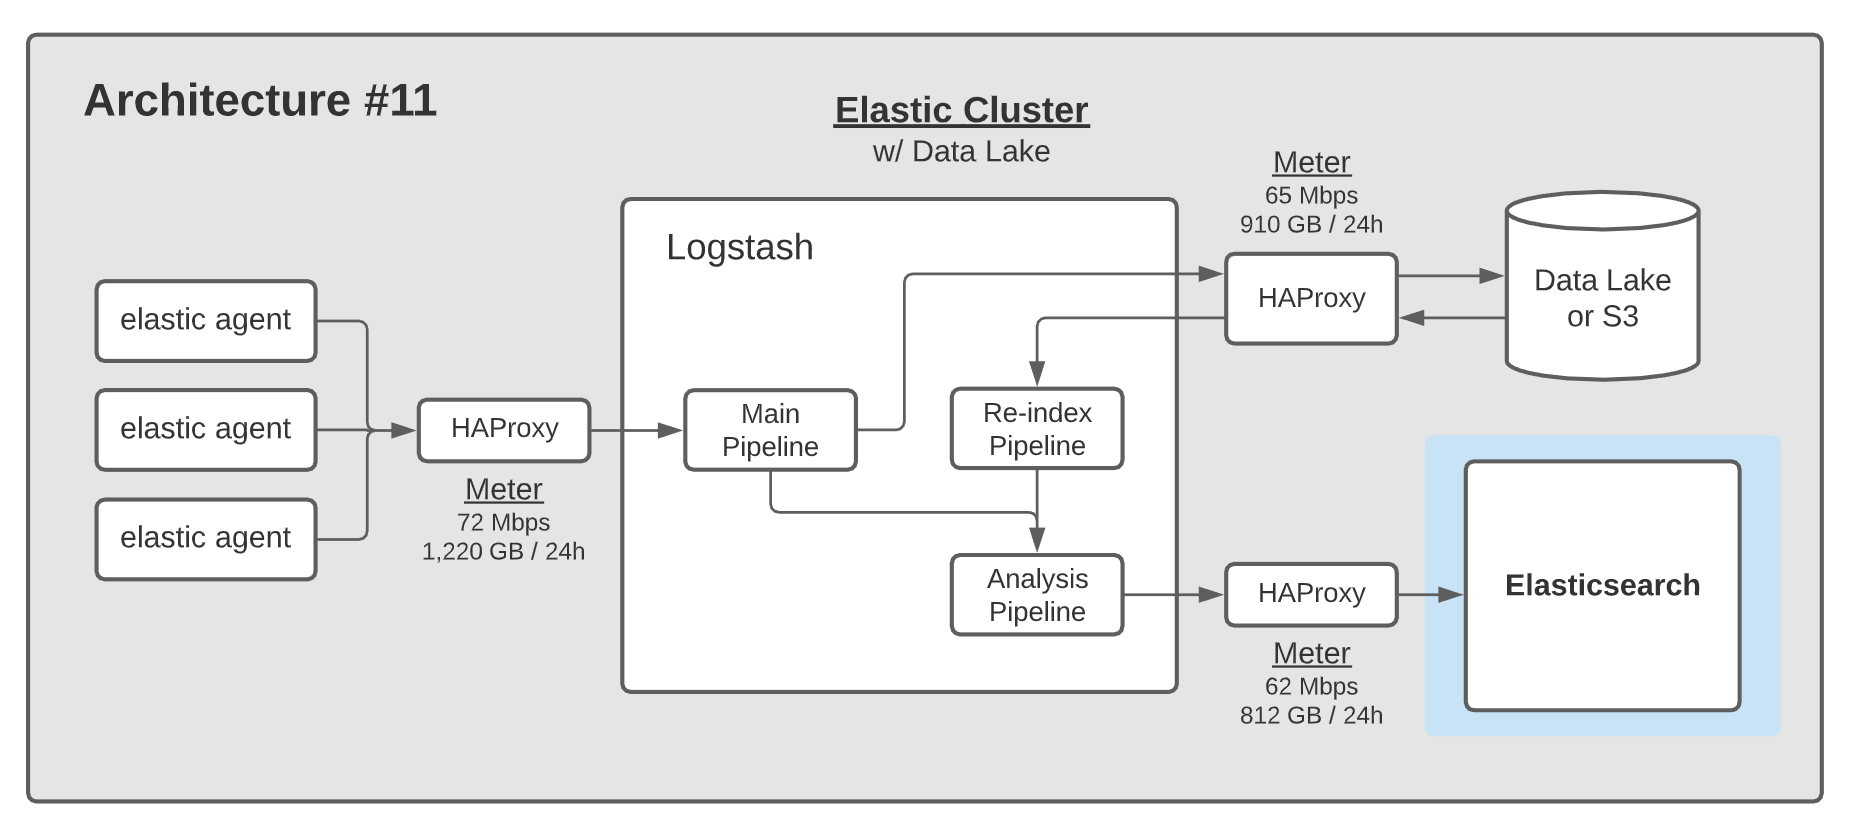 Architecture #11
Elastic Cluster
w/ Data Lake
Meter
65 Mbps
910 GB / 24h
Logstash
elastic agent
elastic agent
elastic agent
HAProxy
Meter
72 Mbps
1,220 GB / 24h
Main
Pipeline
Re-index
Pipeline
Analysis
Pipeline
HAProxy
Data Lake
or S3
HAProxy
Meter
62 Mbps
812 GB / 24h
Elasticsearch